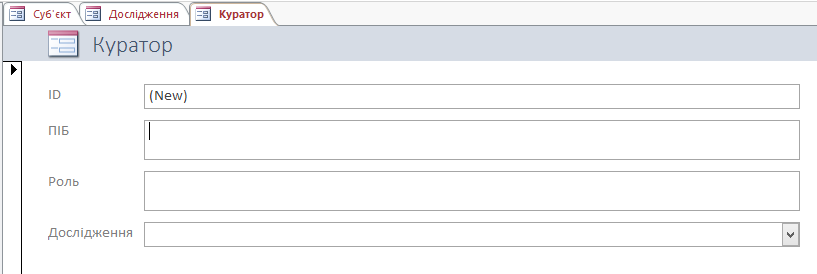 Суб'єкт Дослідження Куратор
Куратор
ID (New)
ПІБ
Роль
Дослідження